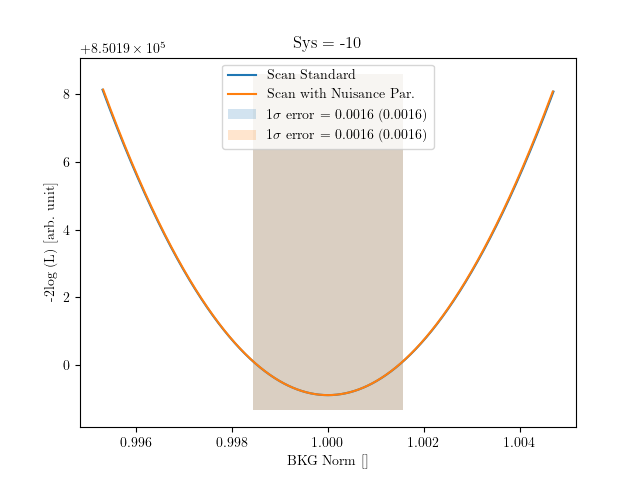 Sys = -10
+8.5019 × 10⁵
Scan Standard
Scan with Nuisance Par.
1σ error = 0.0016 (0.0016)
1σ error = 0.0016 (0.0016)
8
6
4
2
0
-2log (L) [arb. unit]
0.996 0.998 1.000 1.002 1.004
BKG Norm []